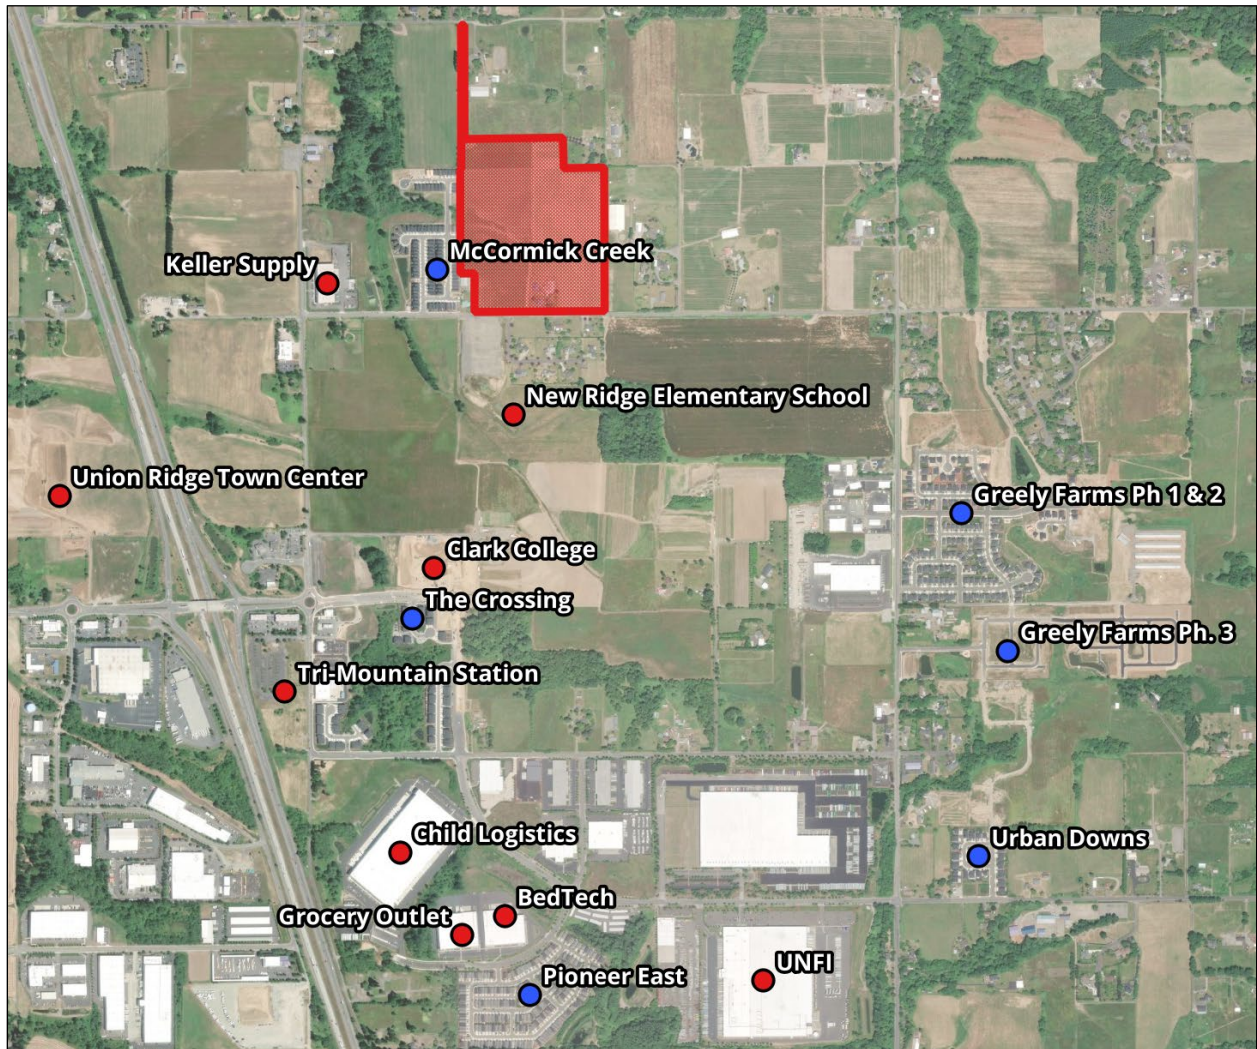 McCormick Creek
Keller Supply
New Ridge Elementary School
Union Ridge Town Center
Greely Farms Ph 1 & 2
Clark College
The Crossing
Greely Farms Ph. 3
Tri-Mountain Station
Child Logistics
Urban Downs
BedTech
Grocery Outlet
UNFI
Pioneer East